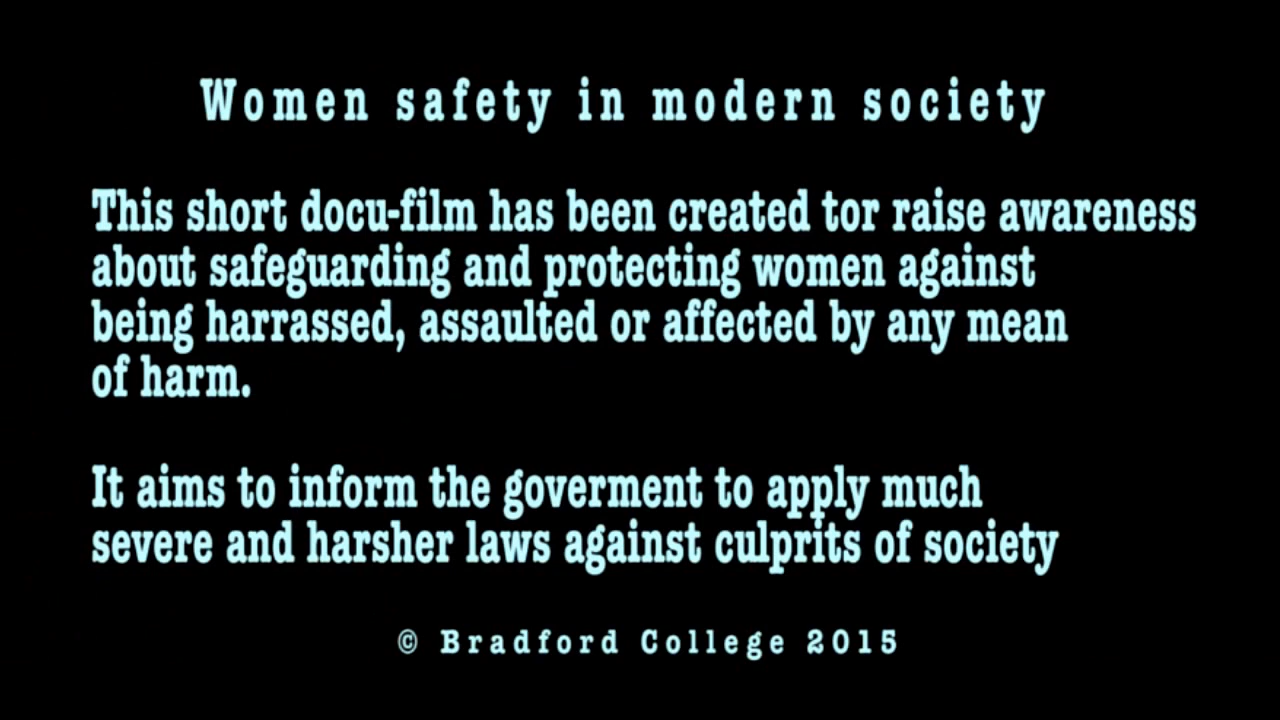 Women safety in modern society
This short docu-film has been created tor raise awareness
about safeguarding and protecting women against
being harrassed, assaulted or affected by any mean
of harm.
It aims to inform the goverment to apply much
severe and harsher laws against culprits of society
© Bradford College 2015